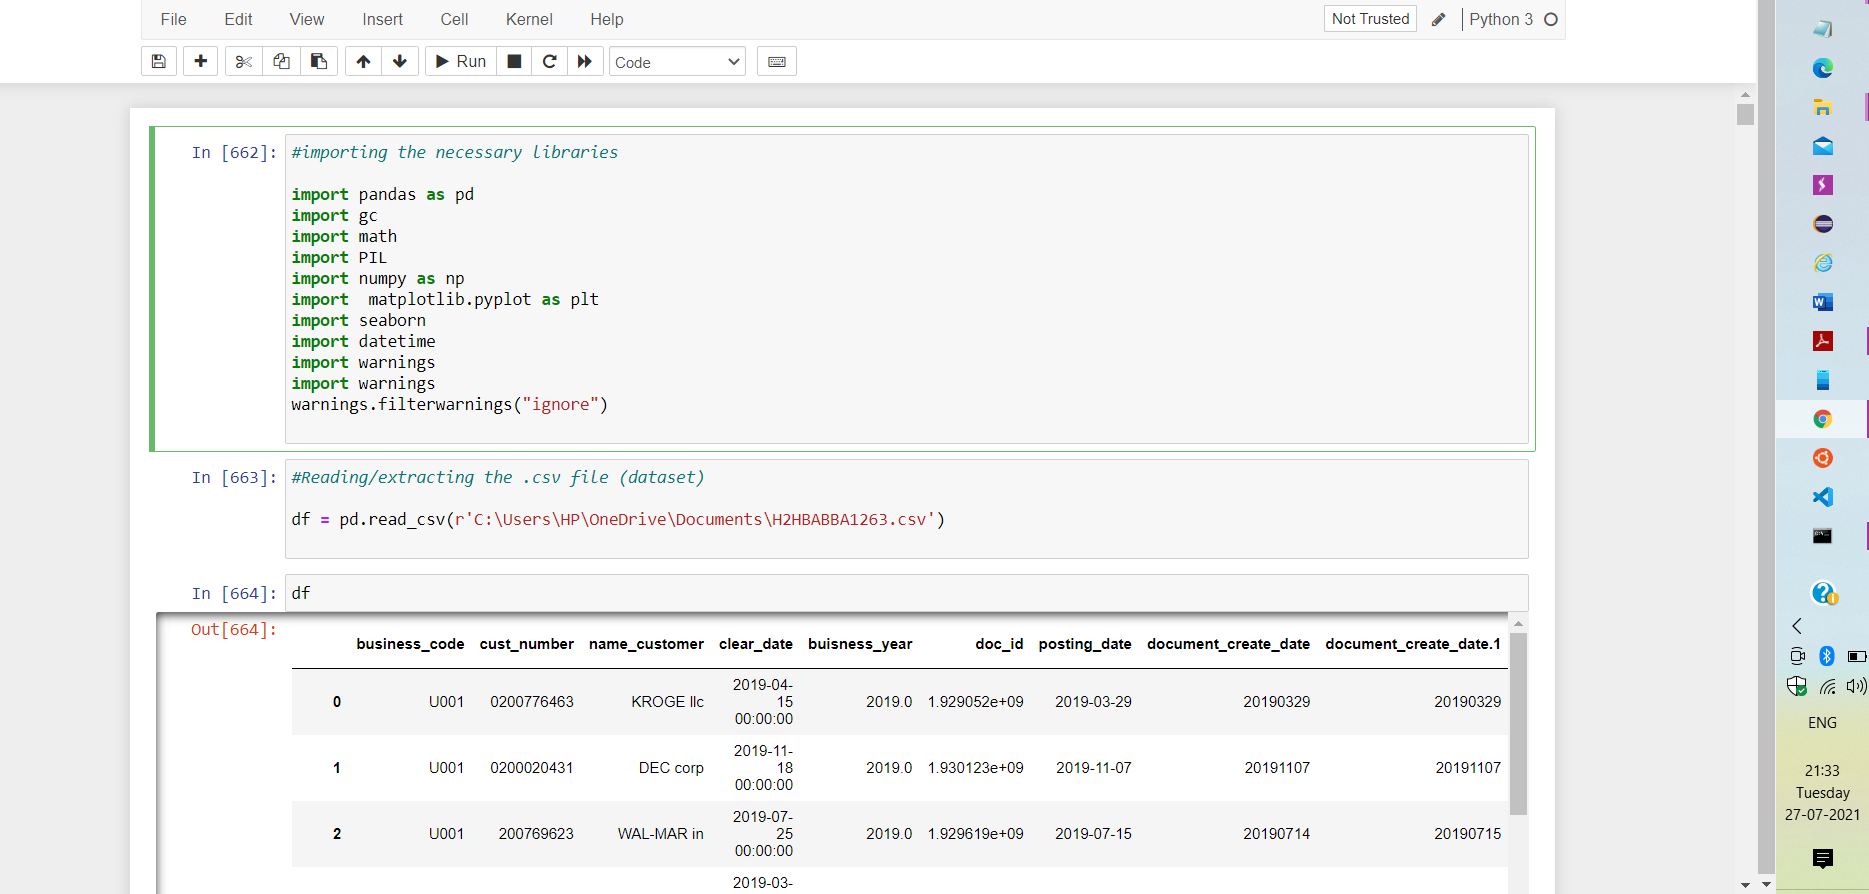 File Edit View Insert Cell Kernel Help Not Trusted Python 3
Run Code
In [662]: #importing the necessary libraries
import pandas as pd
import gc
import math
import PIL
import numpy as np
import  matplotlib.pyplot as plt
import seaborn
import datetime
import warnings
import warnings
warnings.filterwarnings("ignore")
In [663]: #Reading/extracting the .csv file (dataset)
df = pd.read_csv(r'C:\Users\HP\OneDrive\Documents\H2HBABBA1263.csv')
In [664]: df
Out[664]:
business_code cust_number name_customer clear_date buisness_year doc_id posting_date document_create_date document_create_date.1
0 U001 0200776463 KROGE llc 2019-04-15 00:00:00 2019.0 1.929052e+09 2019-03-29 20190329 20190329
1 U001 0200020431 DEC corp 2019-11-18 00:00:00 2019.0 1.930123e+09 2019-11-07 20191107 20191107
2 U001 200769623 WAL-MAR in 2019-07-25 00:00:00 2019.0 1.929619e+09 2019-07-15 20190714 20190715
2019-03-
ENG
21:33
Tuesday
27-07-2021